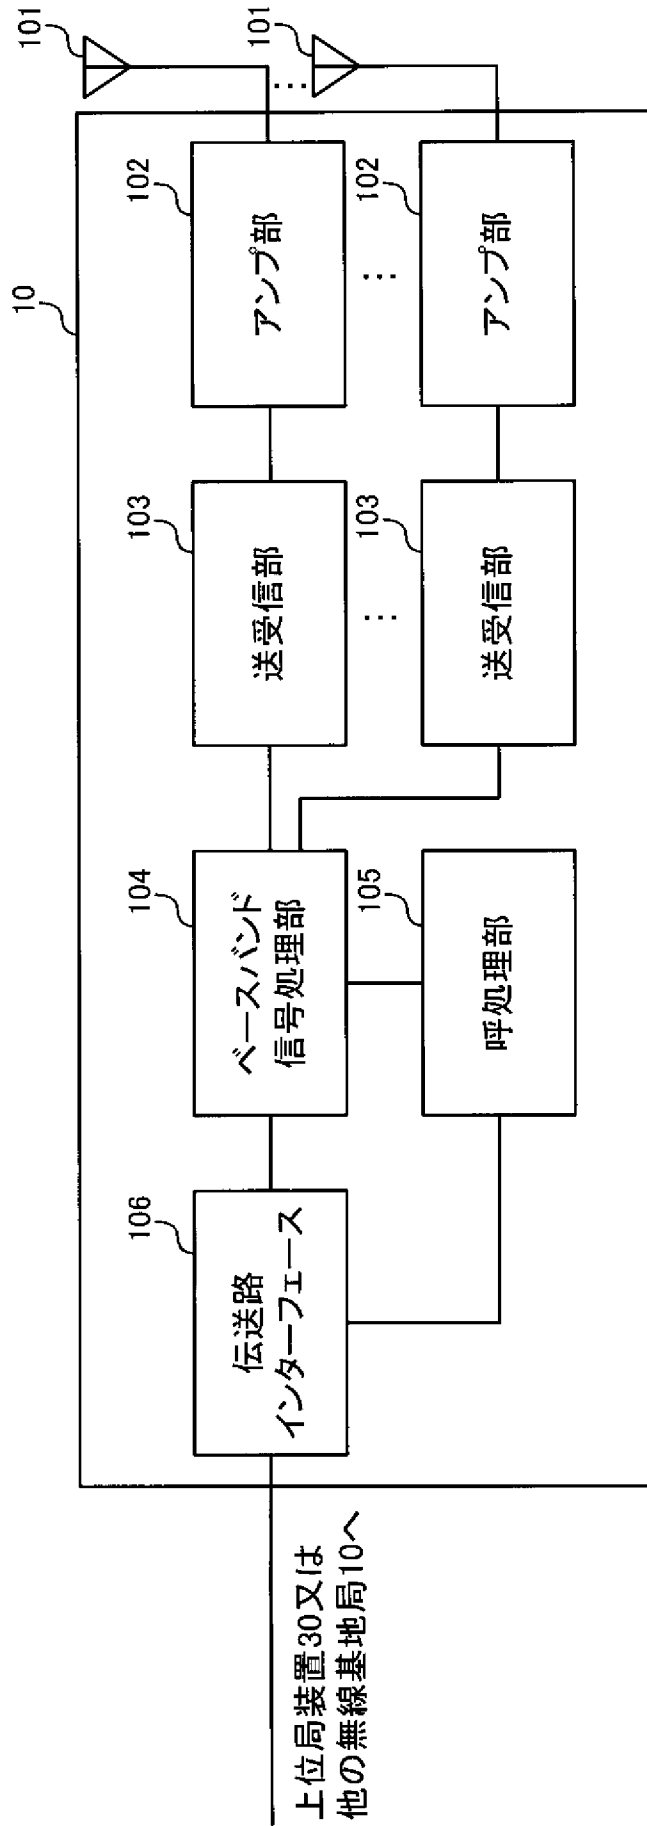 10
101
…
101
102
アンプ部
…
102
アンプ部
103
送受信部
…
103
送受信部
104
ベースバンド
信号処理部
105
呼処理部
106
伝送路
インターフェース
上位局装置30又は
他の無線基地局10へ